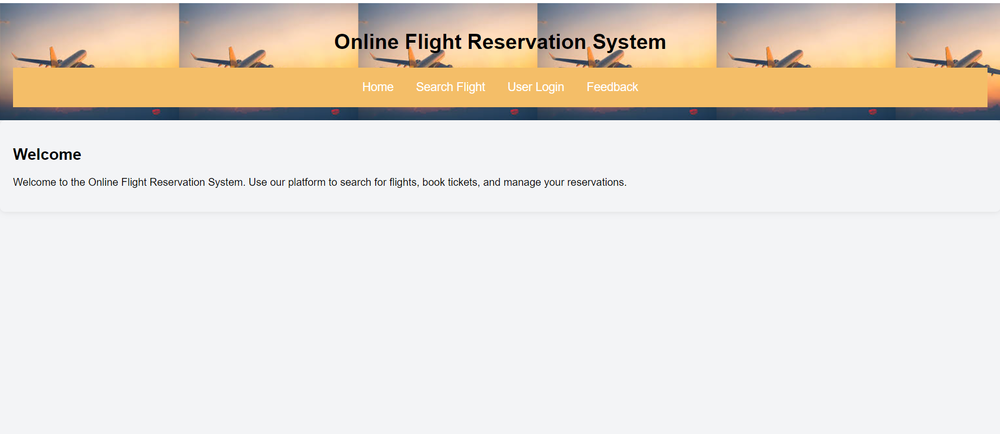 Online Flight Reservation System
Home Search Flight User Login Feedback
Welcome
Welcome to the Online Flight Reservation System. Use our platform to search for flights, book tickets, and manage your reservations.